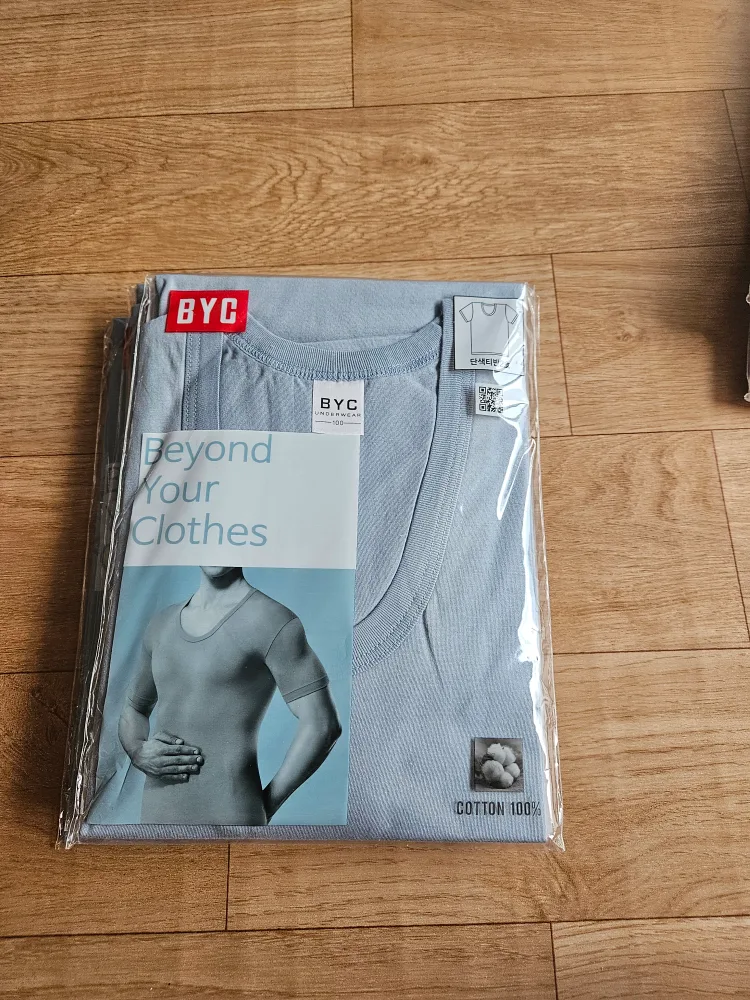 BYC
BYC
UNDERWEAR
100
Beyond
Your
Clothes
COTTON 100%